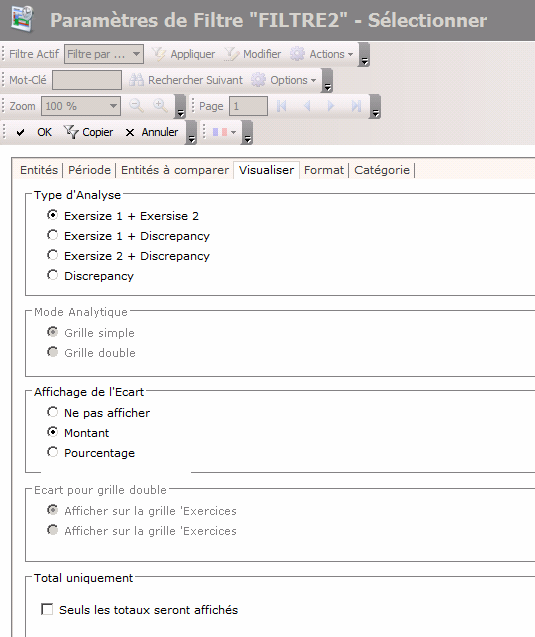 Paramètres de Filtre "FILTRE2" - Sélectionner
Filtre Actif Filtre par ... Appliquer Modifier Actions
Mot-Clé Rechercher Suivant Options
Zoom 100 % Page 1
OK Copier Annuler
Entités Période Entités à comparer Visualiser Format Catégorie
Type d'Analyse
Exersize 1 + Exersise 2
Exersize 1 + Discrepancy
Exersize 2 + Discrepancy
Discrepancy
Mode Analytique
Grille simple
Grille double
Affichage de l'Ecart
Ne pas afficher
Montant
Pourcentage
Ecart pour grille double
Afficher sur la grille 'Exercices
Afficher sur la grille 'Exercices
Total uniquement
Seuls les totaux seront affichés